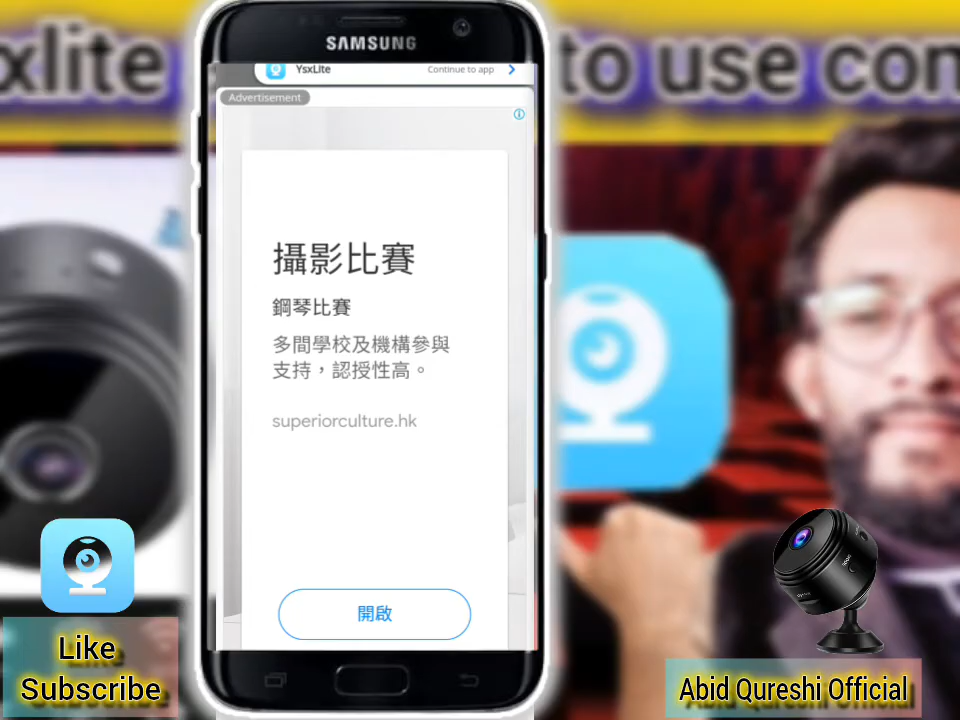 xlite
to use con
SAMSUNG
YsxLite
Continue to app
Advertisement
攝影比賽
鋼琴比賽
多間學校及機構參與
支持，認授性高。
superiorculture.hk
開啟
Like
Subscribe
Abid Qureshi Official